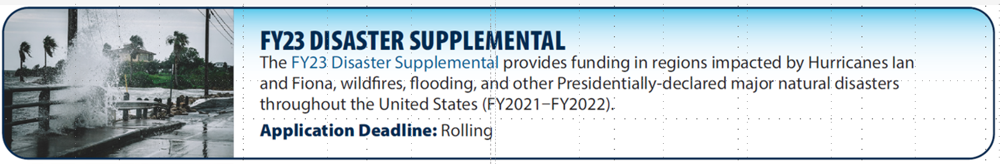 FY23 DISASTER SUPPLEMENTAL
The FY23 Disaster Supplemental provides funding in regions impacted by Hurricanes Ian
and Fiona, wildfires, flooding, and other Presidentially-declared major natural disasters
throughout the United States (FY2021–FY2022).
Application Deadline: Rolling